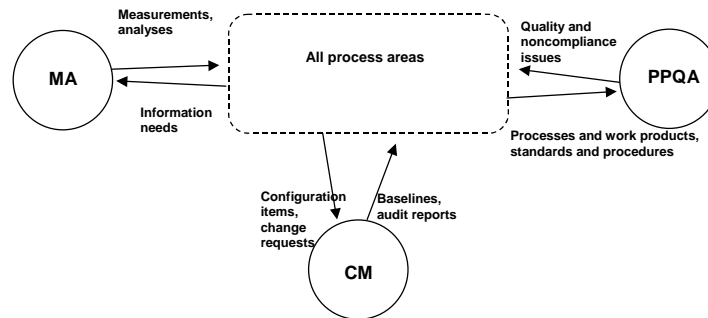 Measurements,
analyses
MA
Information
needs
All process areas
Quality and
noncompliance
issues
PPQA
Processes and work products,
standards and procedures
Configuration
items,
change
requests
Baselines,
audit reports
CM